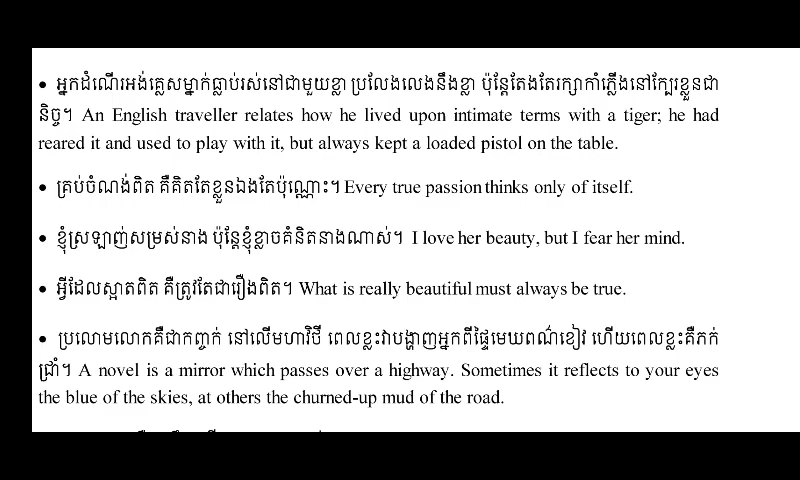 • អ្នកដំណើរអង់គ្លេសម្នាក់ធ្លាប់រស់នៅជាមួយខ្លា ប្រលែងលេងនឹងខ្លា ប៉ុន្តែតែងតែរក្សាកាំភ្លើងនៅក្បែរខ្លួនជា
និច្ច។ An English traveller relates how he lived upon intimate terms with a tiger; he had
reared it and used to play with it, but always kept a loaded pistol on the table.
• គ្រប់ចំណង់ពិត គឺគិតតែខ្លួនឯងតែប៉ុណ្ណោះ។ Every true passion thinks only of itself.
• ខ្ញុំស្រឡាញ់សម្រស់នាង ប៉ុន្តែខ្ញុំខ្លាចគំនិតនាងណាស់។ I love her beauty, but I fear her mind.
• អ្វីដែលស្អាតពិត គឺត្រូវតែជារឿងពិត។ What is really beautiful must always be true.
• ប្រលោមលោកគឺជាកញ្ចក់ នៅលើមហាវិថី ពេលខ្លះវាបង្ហាញអ្នកពីផ្ទៃមេឃពណ៌ខៀវ ហើយពេលខ្លះគឺភក់
ជ្រាំ។ A novel is a mirror which passes over a highway. Sometimes it reflects to your eyes
the blue of the skies, at others the churned-up mud of the road.